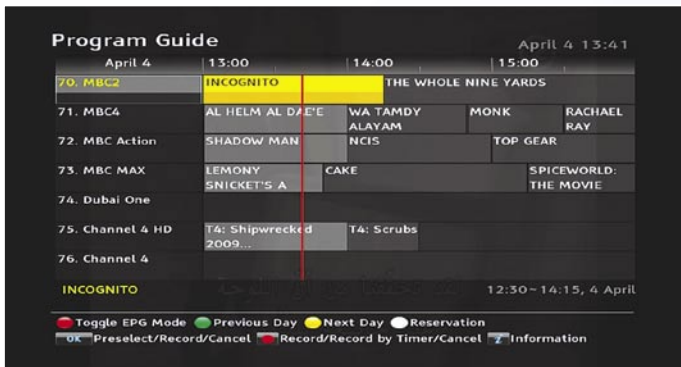 Program Guide
April 4 13:41
April 4 13:00 14:00 15:00
70. MBC2 INCOGNITO THE WHOLE NINE YARDS
71. MBC4 AL HELM AL DAE'E WA TAMDY ALAYAM MONK RACHAEL RAY
72. MBC Action SHADOW MAN NCIS TOP GEAR
73. MBC MAX LEMONY SNICKET'S A CAKE SPICEWORLD: THE MOVIE
74. Dubai One
75. Channel 4 HD T4: Shipwrecked 2009... T4: Scrubs
76. Channel 4
INCOGNITO 12:30~14:15, 4 April
Toggle EPG Mode Previous Day Next Day Reservation
OK Preselect/Record/Cancel Record/Record by Timer/Cancel i Information